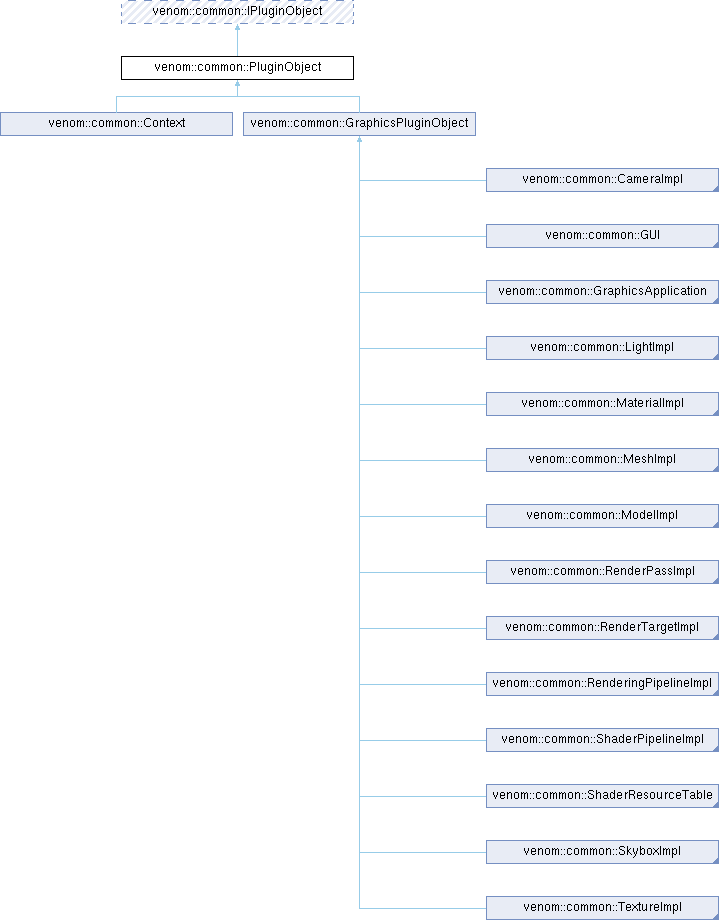 venom::common::IPluginObject
venom::common::PluginObject
venom::common::Context
venom::common::GraphicsPluginObject
venom::common::CameraImpl
venom::common::GUI
venom::common::GraphicsApplication
venom::common::LightImpl
venom::common::MaterialImpl
venom::common::MeshImpl
venom::common::ModelImpl
venom::common::RenderPassImpl
venom::common::RenderTargetImpl
venom::common::RenderingPipelineImpl
venom::common::ShaderPipelineImpl
venom::common::ShaderResourceTable
venom::common::SkyboxImpl
venom::common::TextureImpl